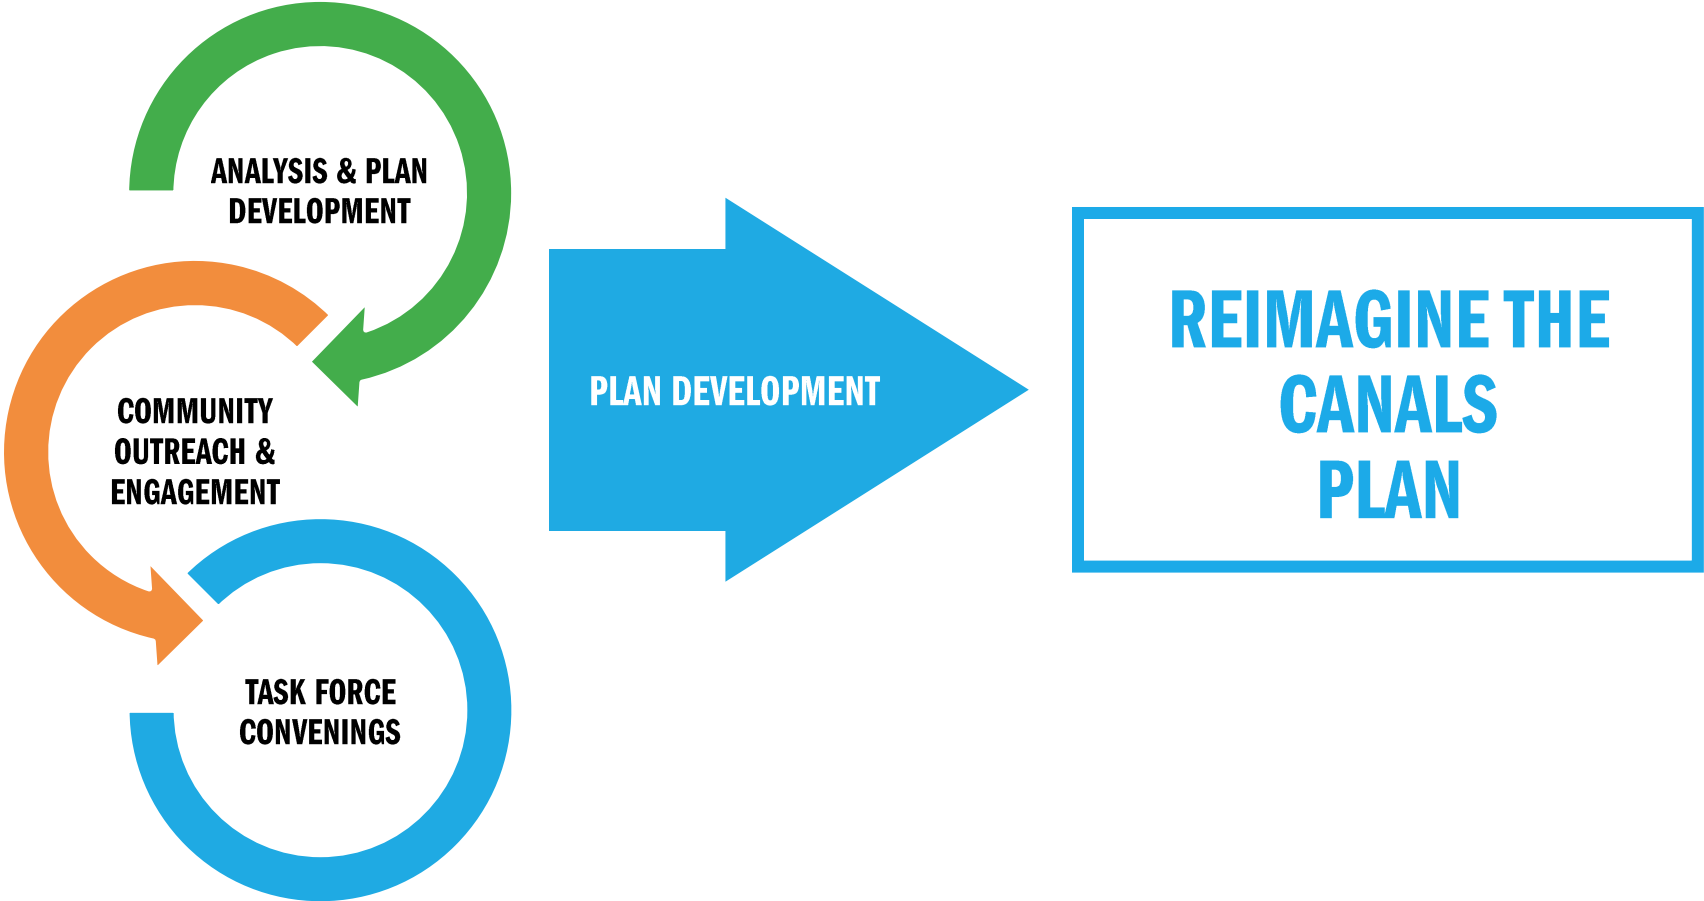 ANALYSIS & PLAN
DEVELOPMENT
COMMUNITY
OUTREACH &
ENGAGEMENT
TASK FORCE
CONVENINGS
PLAN DEVELOPMENT
REIMAGINE THE
CANALS
PLAN